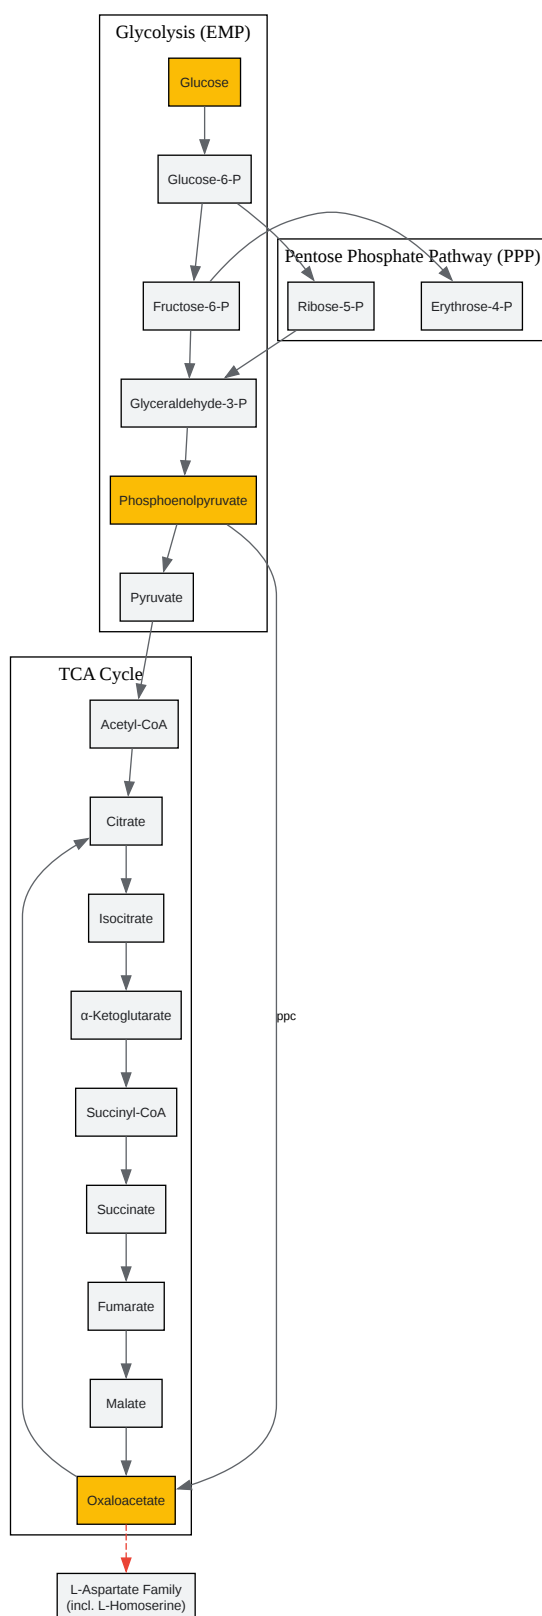 Glycolysis (EMP)
Glucose
Glucose-6-P
Pentose Phosphate Pathway (PPP)
Fructose-6-P
Ribose-5-P
Erythrose-4-P
Glyceraldehyde-3-P
Phosphoenolpyruvate
Pyruvate
TCA Cycle
Acetyl-CoA
Citrate
Isocitrate
α-Ketoglutarate
ppc
Succinyl-CoA
Succinate
Fumarate
Malate
Oxaloacetate
L-Aspartate Family
(incl. L-Homoserine)